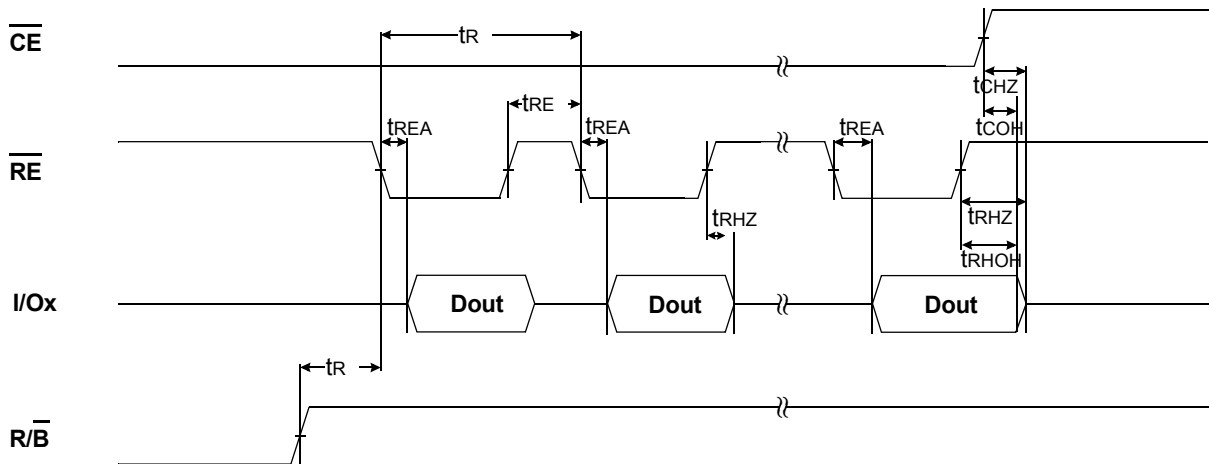 CE
tR
tCHZ
tRE
tCOH
tREA
tREA
tREA
RE
tRHZ
tRHZ
tRHOH
I/Ox
Dout
Dout
Dout
tR
R/B